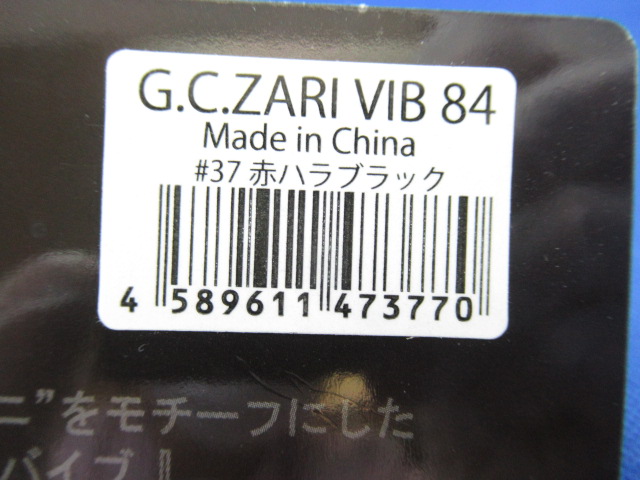 G.C.ZARI VIB 84
Made in China
#37 赤ハラブラック
4 589611 473770
ニ”をモチーフにした
バイブ！